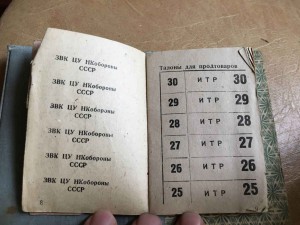 ЗВК ЦУ НКобороны
СССР
ЗВК ЦУ НКобороны
СССР
ЗВК ЦУ НКобороны
СССР
ЗВК ЦУ НКобороны
СССР
ЗВК ЦУ НКобороны
СССР
ЗВК ЦУ НКобороны
СССР
Талоны для продтоваров
30 ИТР 30
29 ИТР 29
28 ИТР 28
27 ИТР 27
26 ИТР 26
25 ИТР 25